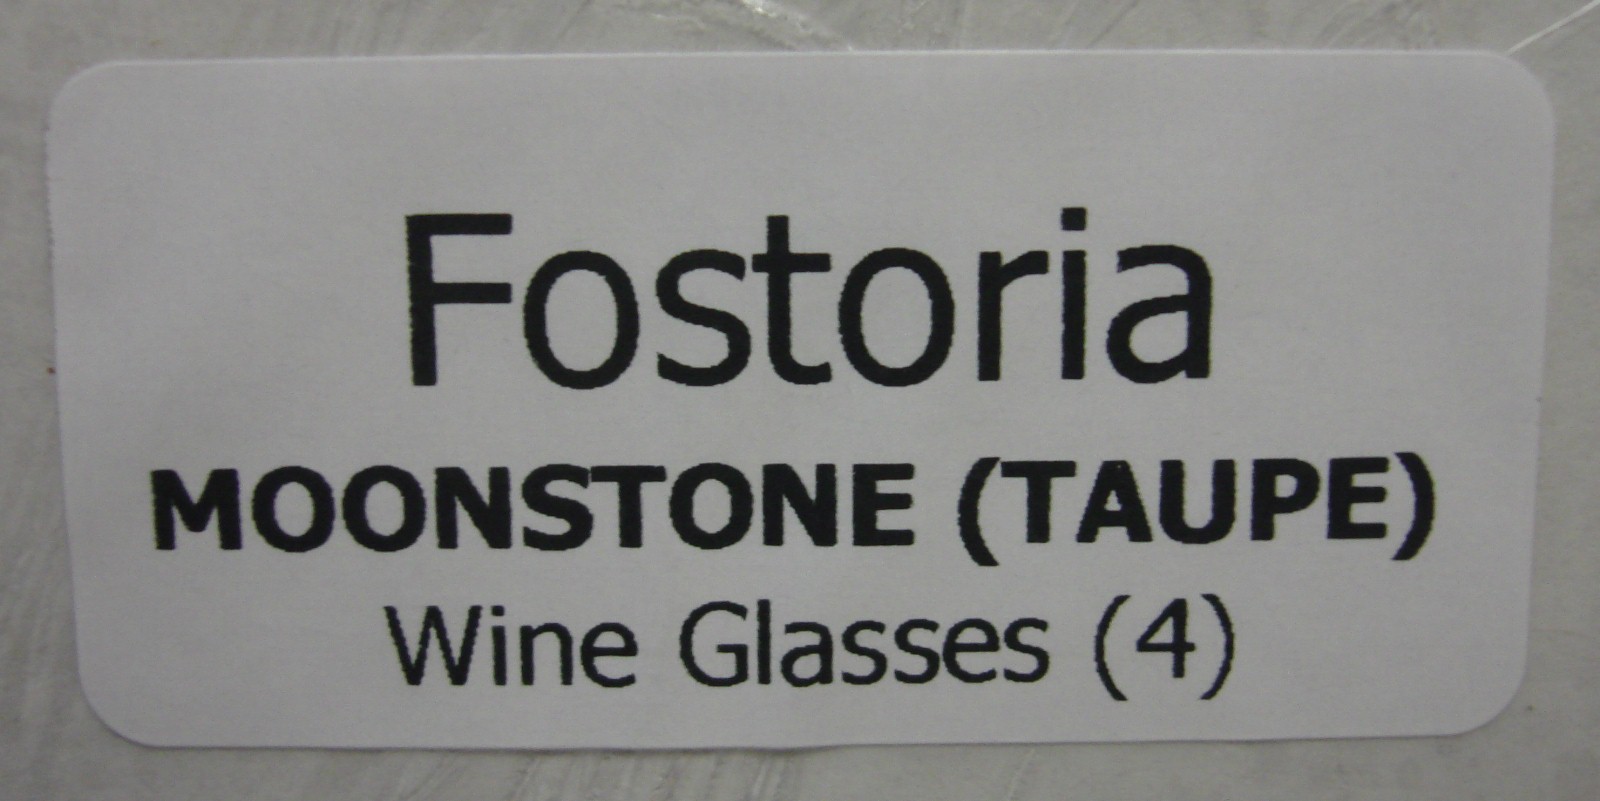 Fostoria
MOONSTONE (TAUPE)
Wine Glasses (4)